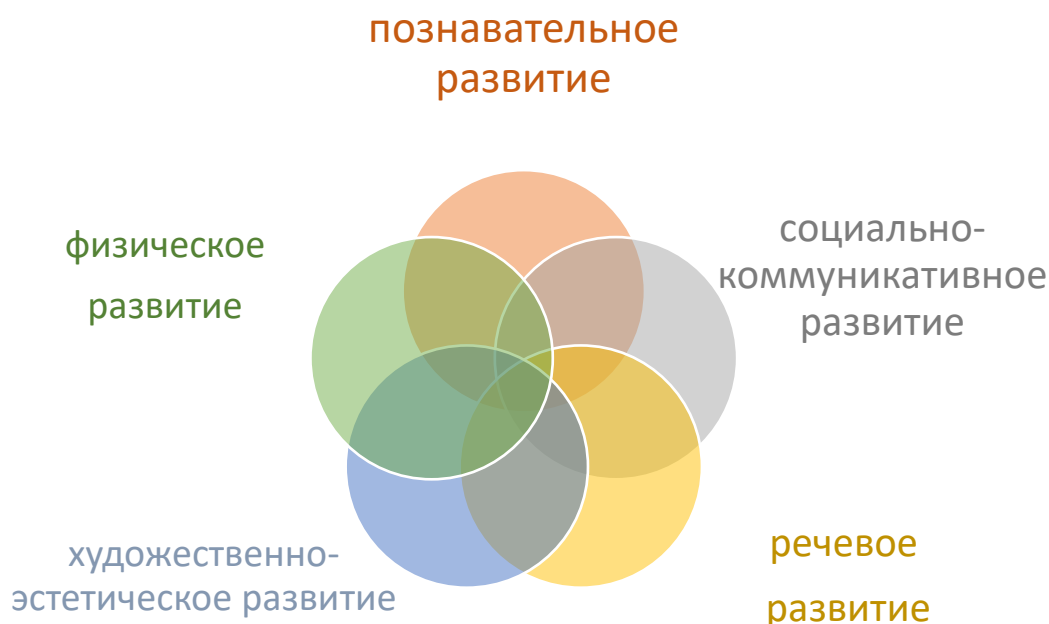 познавательное
развитие
социально-
коммуникативное
развитие
физическое
развитие
речевое
развитие
художественно-
эстетическое развитие